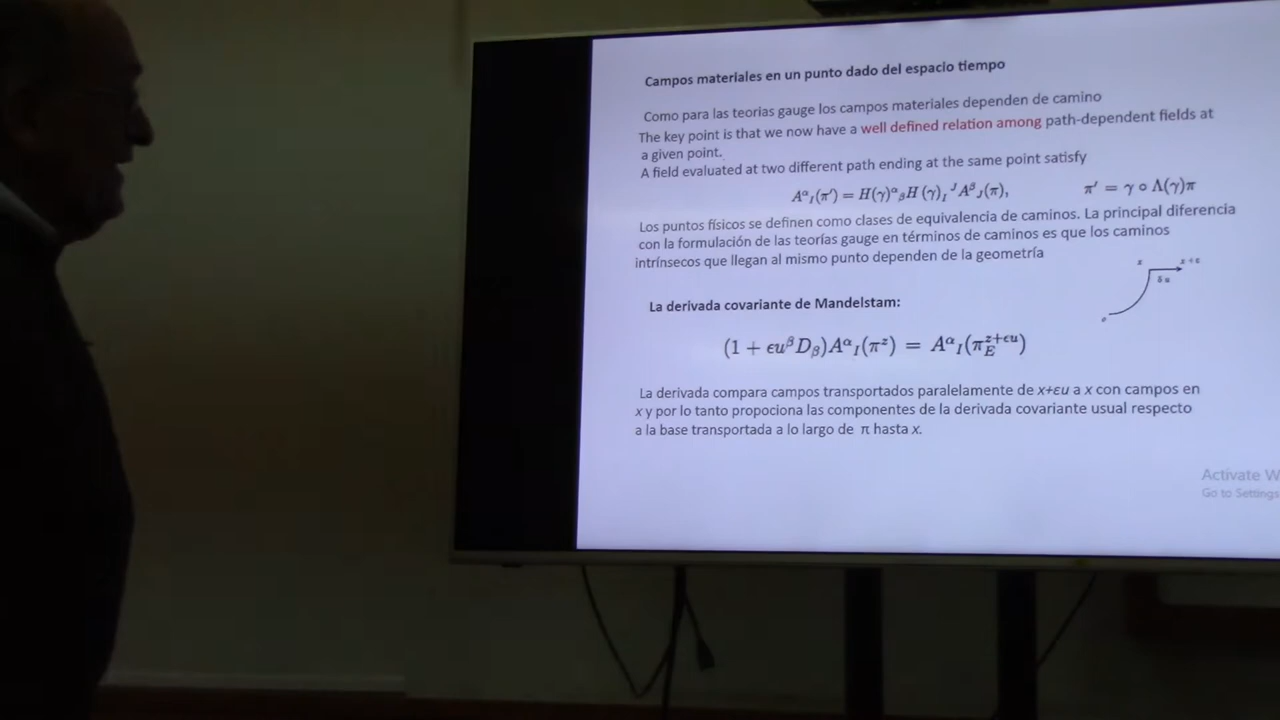 Campos materiales en un punto dado del espacio tiempo
Como para las teorias gauge los campos materiales dependen de camino
The key point is that we now have a well defined relation among path-dependent fields at
a given point.
A field evaluated at two different path ending at the same point satisfy
A^α_I(π′) = H(γ)^α_β H(γ)_I^J A^β_J(π), π′ = γ ∘ Λ(γ)π
Los puntos físicos se definen como clases de equivalencia de caminos. La principal diferencia
con la formulación de las teorías gauge en términos de caminos es que los caminos
intrínsecos que llegan al mismo punto dependen de la geometría
x x+ε
δu
o
La derivada covariante de Mandelstam:
(1 + ϵu^β D_β)A^α_I(π^z) = A^α_I(π_E^{z+ϵu})
La derivada compara campos transportados paralelamente de x+εu a x con campos en
x y por lo tanto propociona las componentes de la derivada covariante usual respecto
a la base transportada a lo largo de π hasta x.
Activate W
Go to Settings